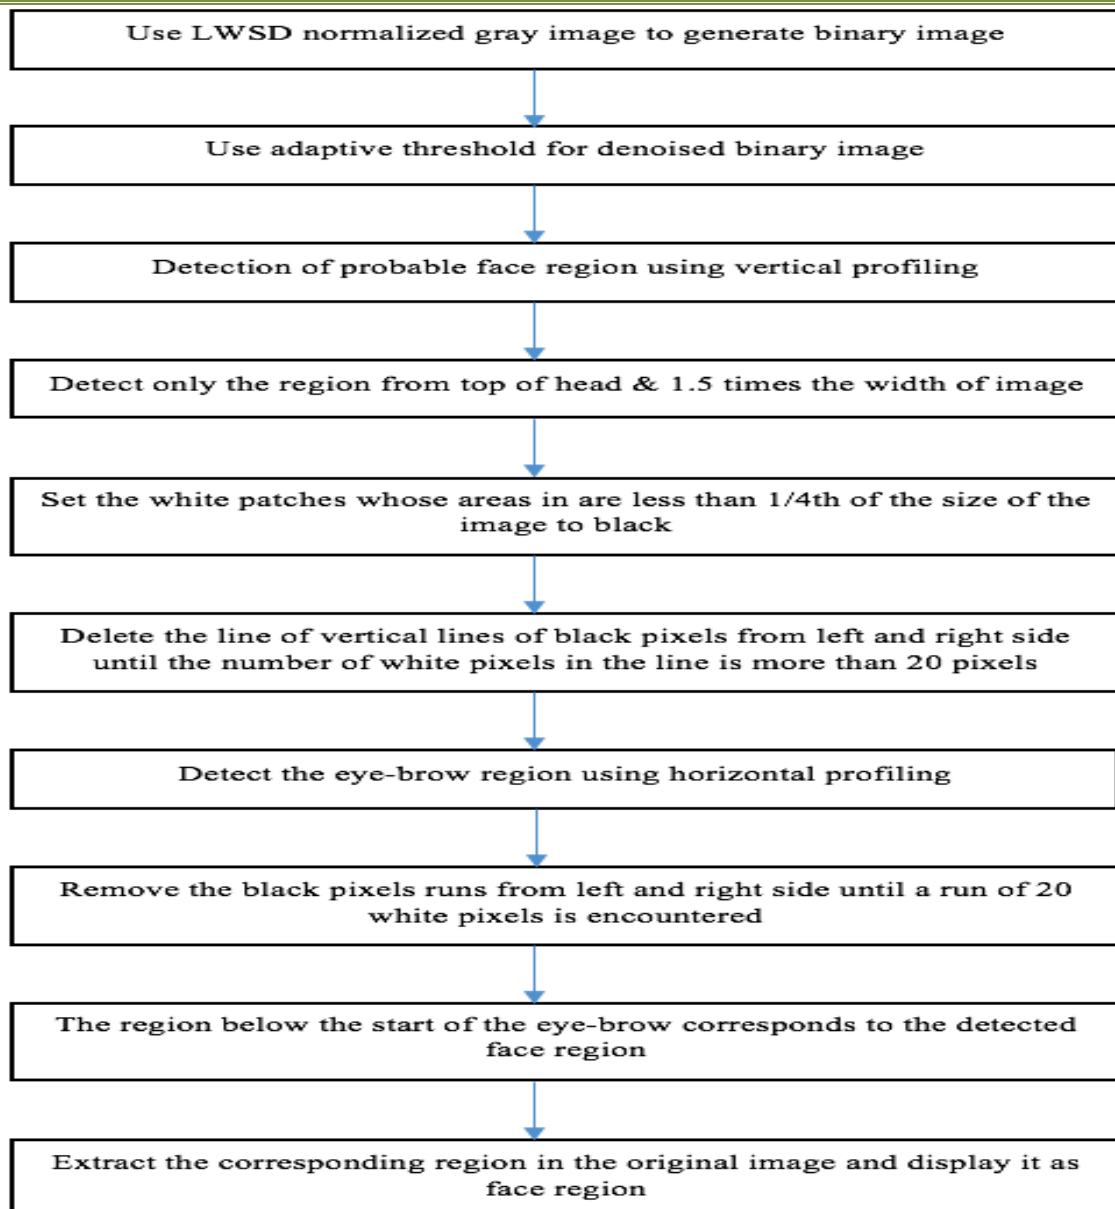 Use LWSD normalized gray image to generate binary image
Use adaptive threshold for denoised binary image
Detection of probable face region using vertical profiling
Detect only the region from top of head & 1.5 times the width of image
Set the white patches whose areas in are less than 1/4th of the size of the
image to black
Delete the line of vertical lines of black pixels from left and right side
until the number of white pixels in the line is more than 20 pixels
Detect the eye-brow region using horizontal profiling
Remove the black pixels runs from left and right side until a run of 20
white pixels is encountered
The region below the start of the eye-brow corresponds to the detected
face region
Extract the corresponding region in the original image and display it as
face region